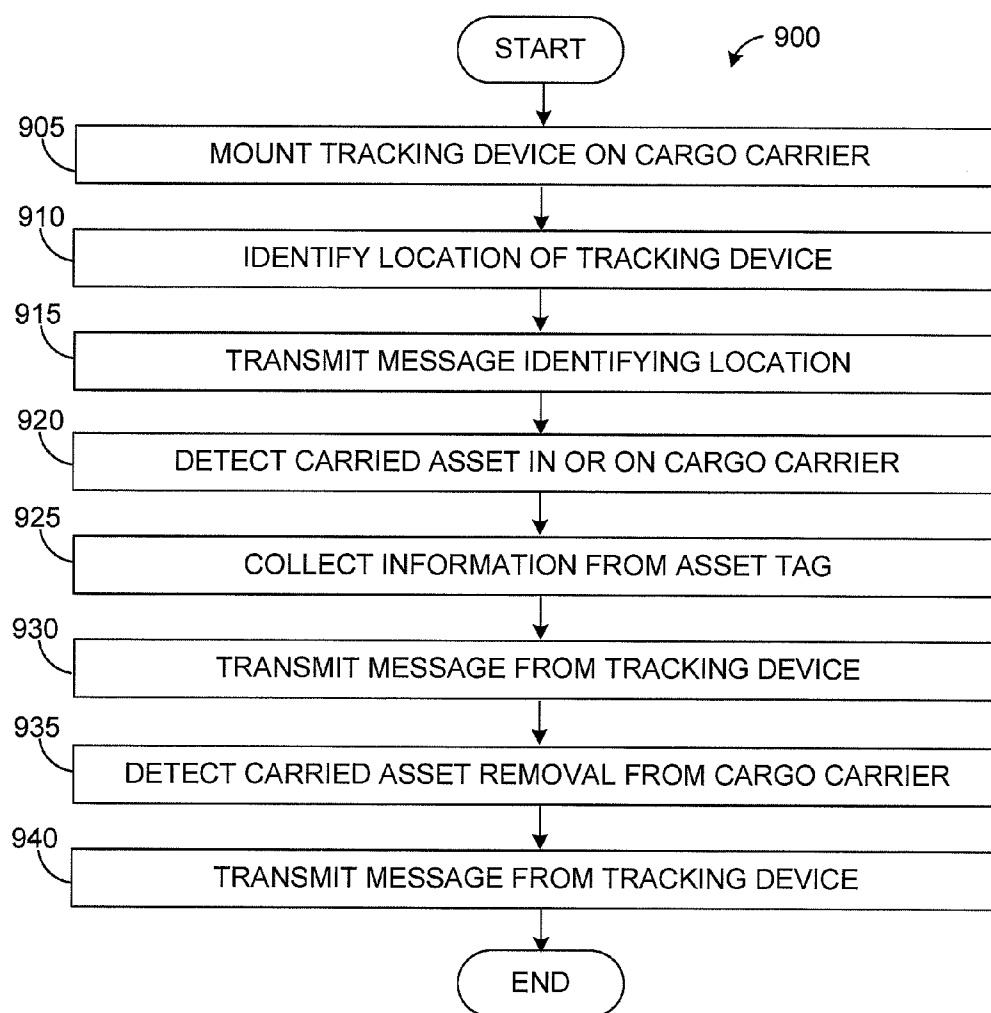 START
900
905
MOUNT TRACKING DEVICE ON CARGO CARRIER
910
IDENTIFY LOCATION OF TRACKING DEVICE
915
TRANSMIT MESSAGE IDENTIFYING LOCATION
920
DETECT CARRIED ASSET IN OR ON CARGO CARRIER
925
COLLECT INFORMATION FROM ASSET TAG
930
TRANSMIT MESSAGE FROM TRACKING DEVICE
935
DETECT CARRIED ASSET REMOVAL FROM CARGO CARRIER
940
TRANSMIT MESSAGE FROM TRACKING DEVICE
END